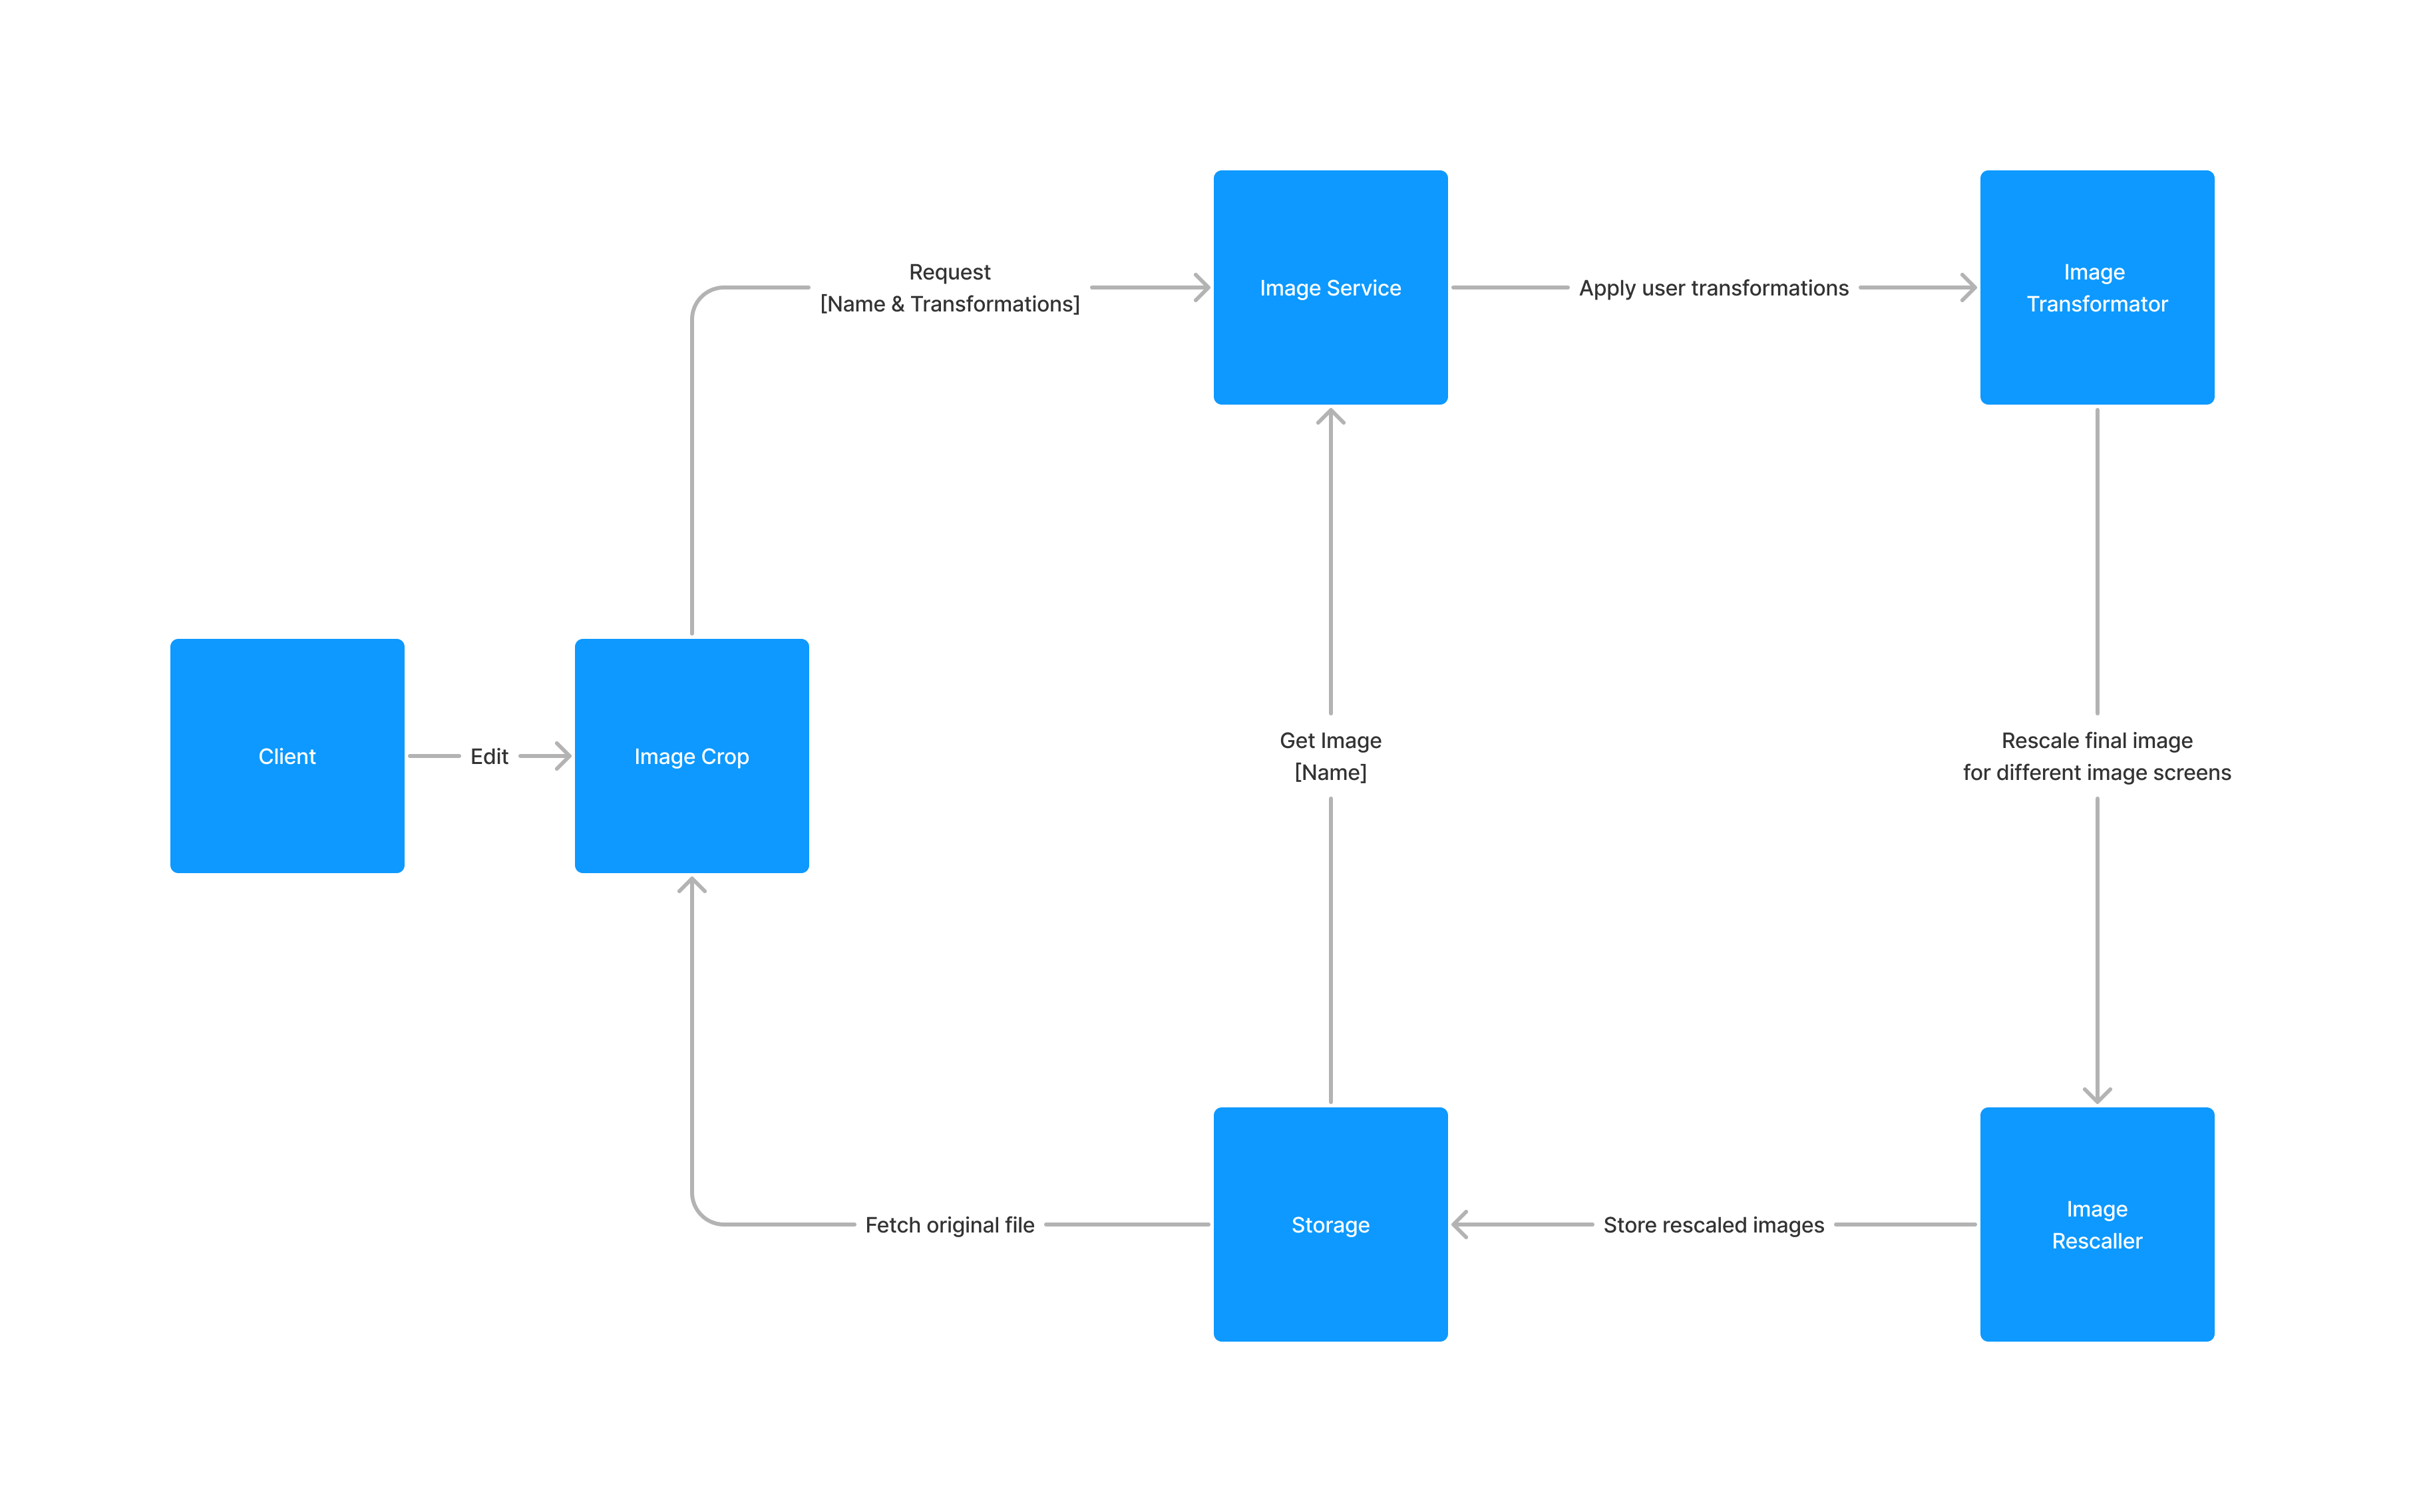 Request
[Name & Transformations]
Image Service
Apply user transformations
Image
Transformator
Client
Edit
Image Crop
Get Image
[Name]
Rescale final image
for different image screens
Fetch original file
Storage
Store rescaled images
Image
Rescaller